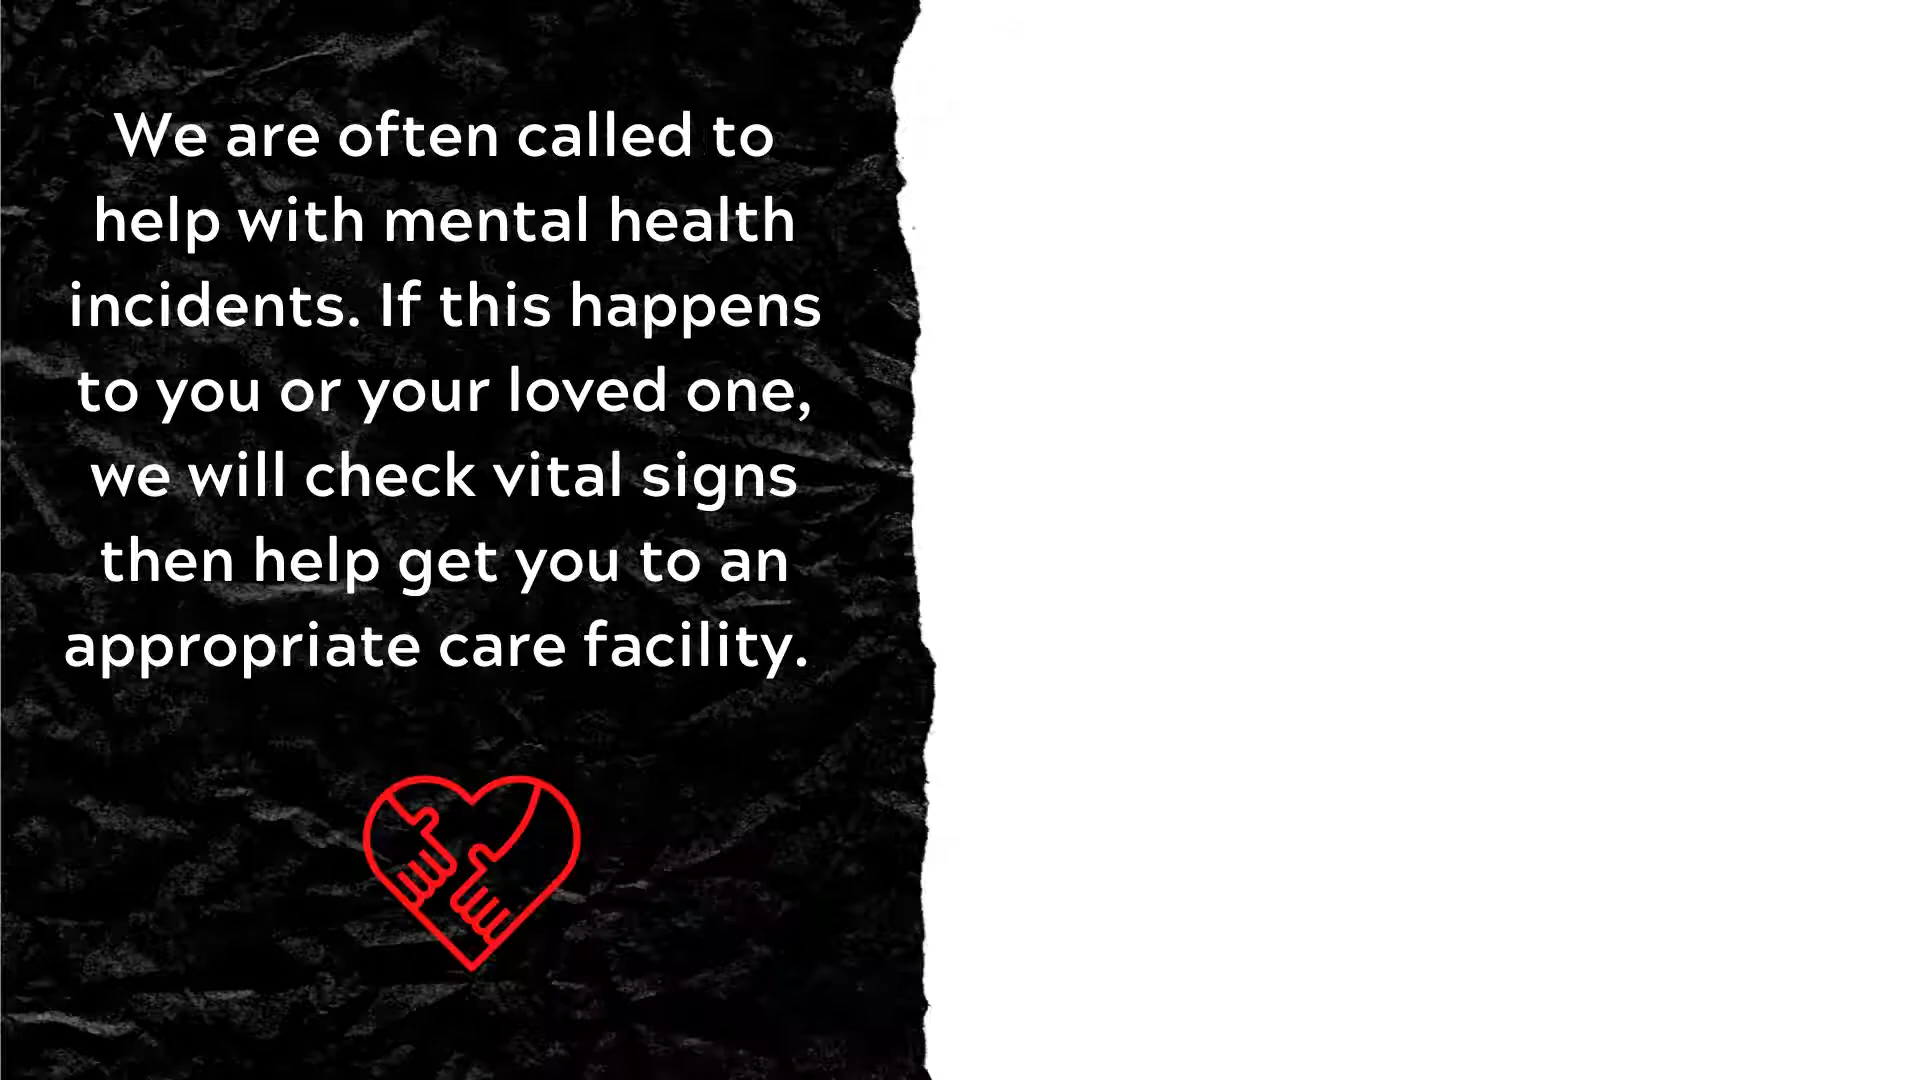 We are often called to
help with mental health
incidents. If this happens
to you or your loved one,
we will check vital signs
then help get you to an
appropriate care facility.